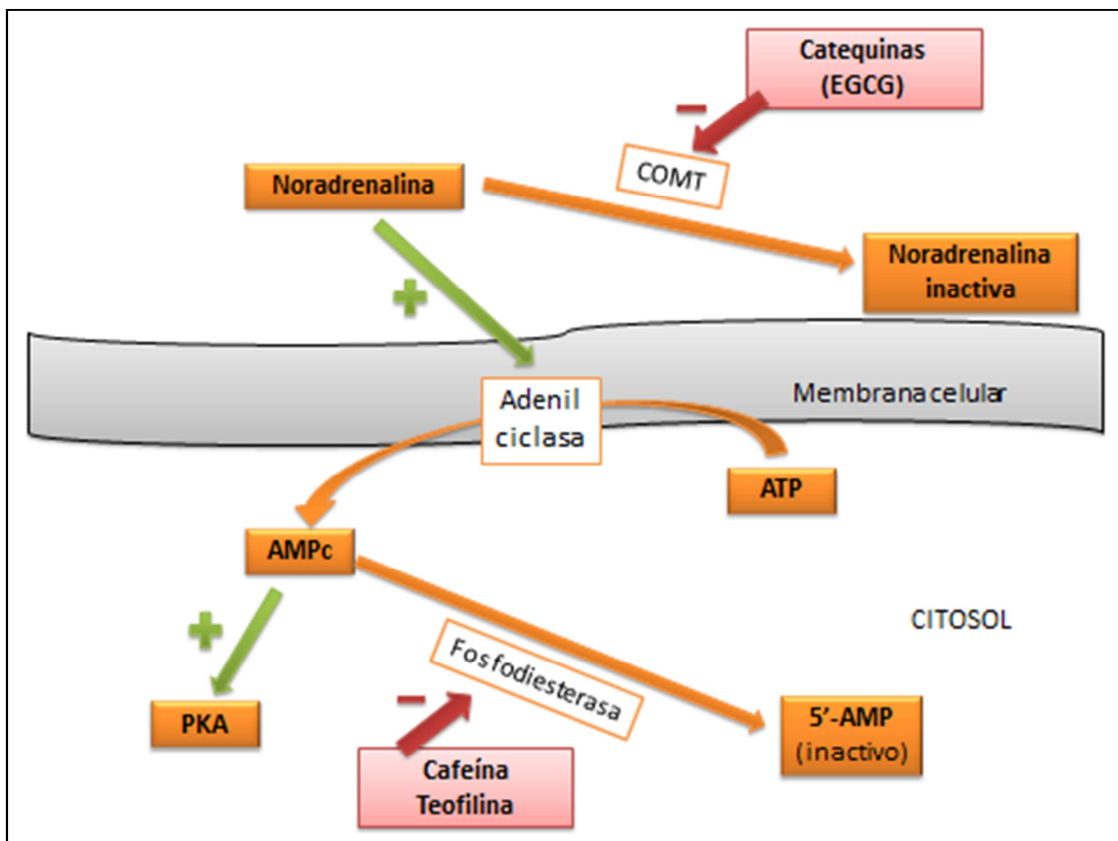 Catequinas
(EGCG)
−
COMT
Noradrenalina
Noradrenalina
inactiva
+
Adenil
ciclasa
Membrana celular
ATP
AMPc
+
CITOSOL
Fosfodiesterasa
−
PKA
5’-AMP
(inactivo)
Cafeína
Teofilina